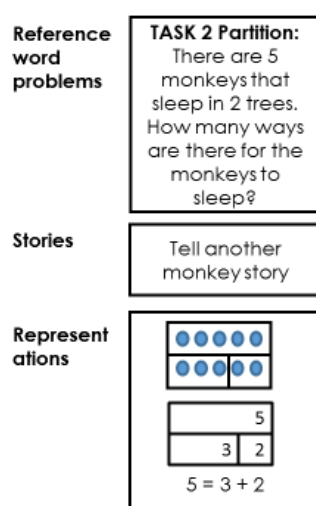 Reference
word
problems
TASK 2 Partition:
There are 5
monkeys that
sleep in 2 trees.
How many ways
are there for the
monkeys to
sleep?
Stories
Tell another
monkey story
Represent
ations
5
3 2
5 = 3 + 2